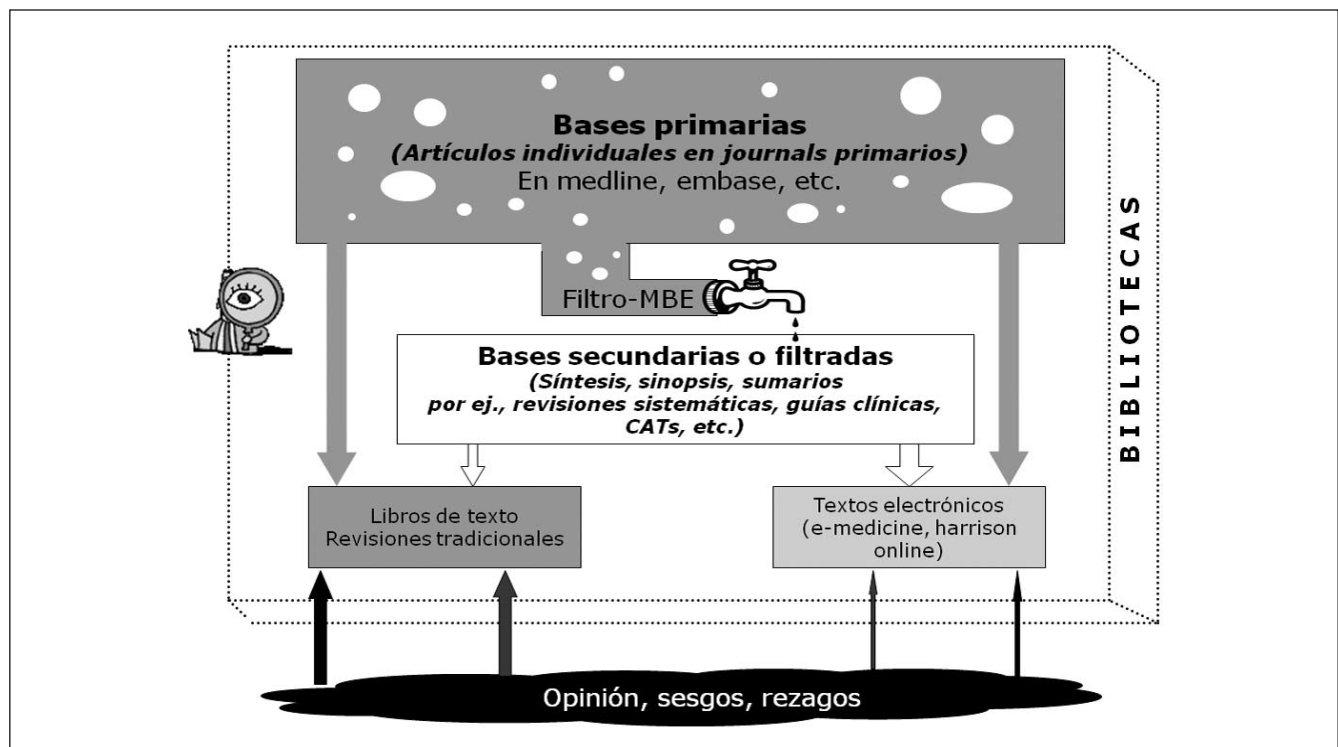 Bases primarias
(Artículos individuales en journals primarios)
En medline, embase, etc.
Filtro-MBE
Bases secundarias o filtradas
(Síntesis, sinopsis, sumarios
por ej., revisiones sistemáticas, guías clínicas,
CATs, etc.)
Libros de texto
Revisiones tradicionales
Textos electrónicos
(e-medicine, harrison
online)
Opinión, sesgos, rezagos
BIBLIOTECAS